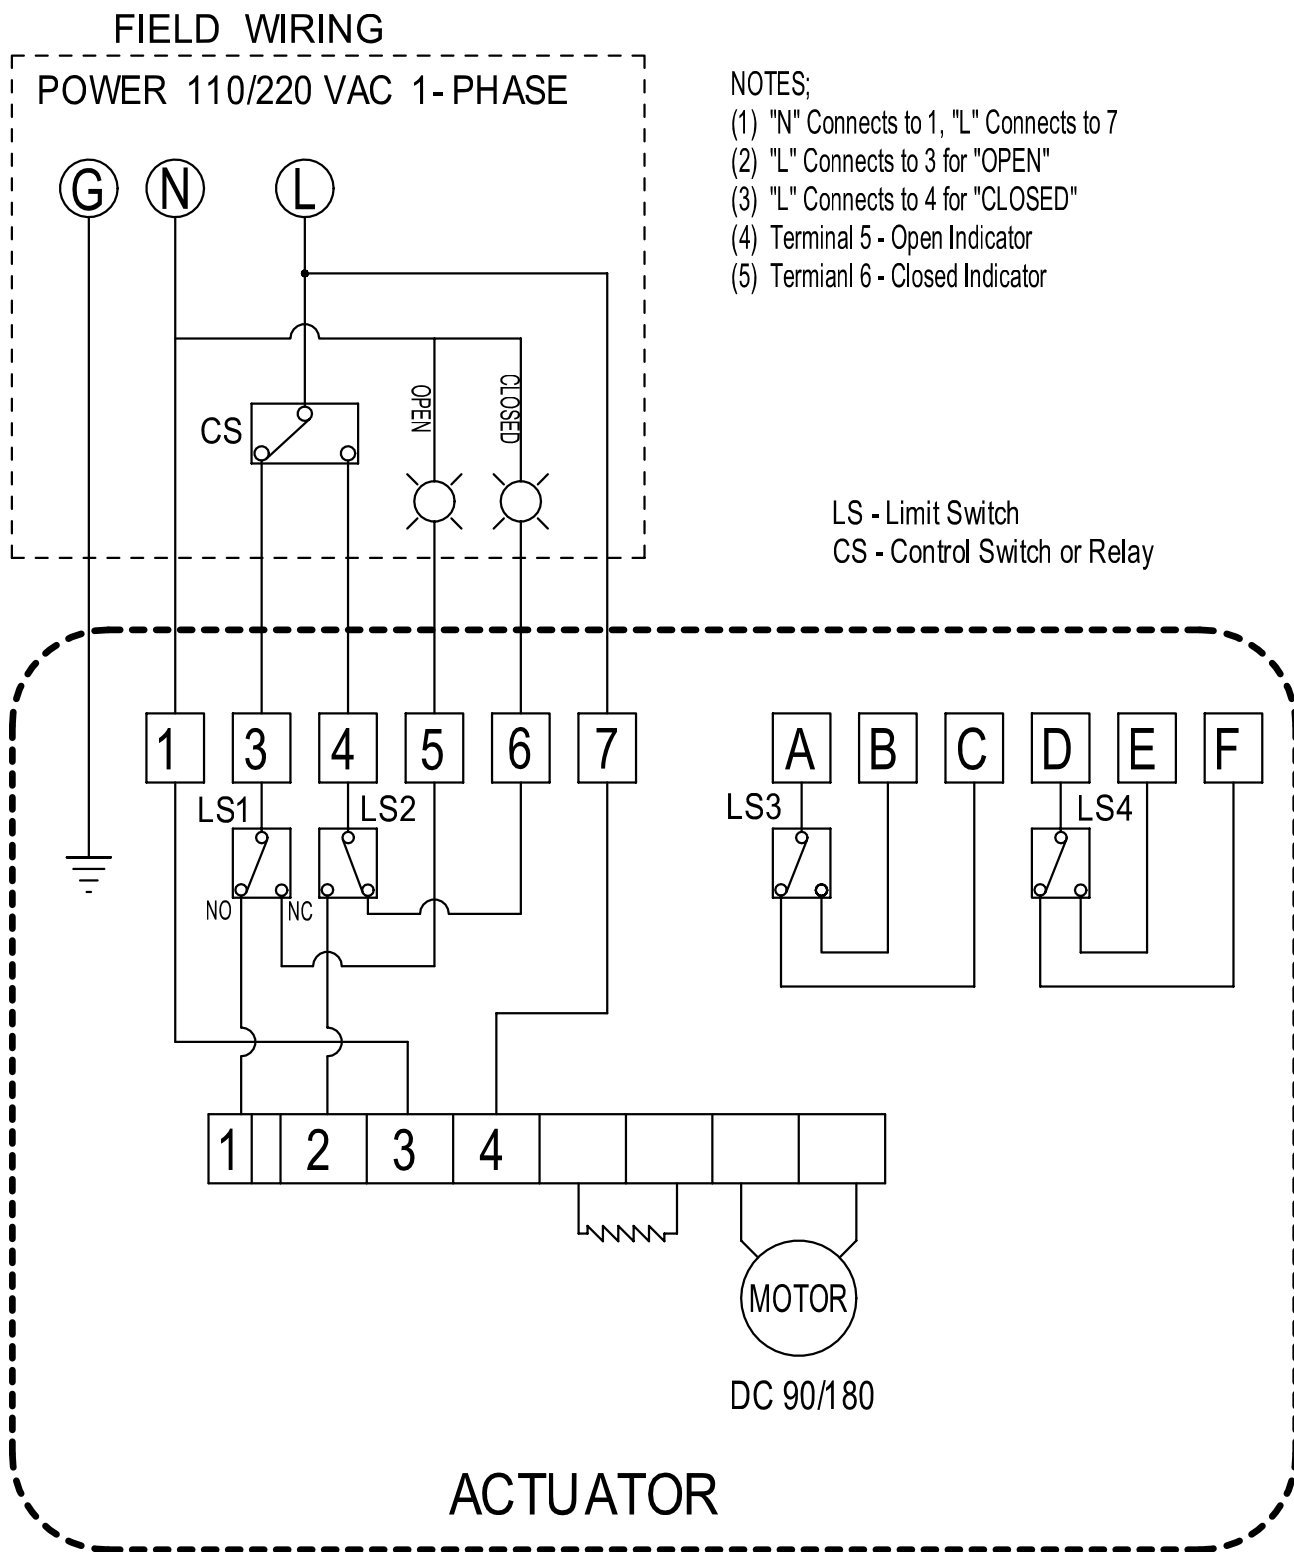 FIELD WIRING
POWER 110/220 VAC 1-PHASE
G N L
NOTES;
(1) "N" Connects to 1, "L" Connects to 7
(2) "L" Connects to 3 for "OPEN"
(3) "L" Connects to 4 for "CLOSED"
(4) Terminal 5 - Open Indicator
(5) Termianl 6 - Closed Indicator
CS
OPEN
CLOSED
LS - Limit Switch
CS - Control Switch or Relay
1 3 4 5 6 7
A B C D E F
LS1
LS2
LS3
LS4
NO
NC
1 2 3 4
MOTOR
DC 90/180
ACTUATOR